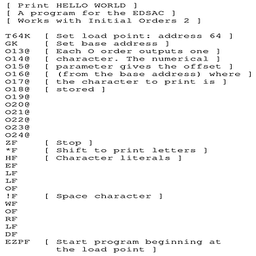 [ Print HELLO WORLD ]
[ A program for the EDSAC ]
[ Works with Initial Orders 2 ]
T64K [ Set load point: address 64 ]
GK [ Set base address ]
O13@ [ Each O order outputs one ]
O14@ [ character. The numerical ]
O15@ [ parameter gives the offset ]
O16@ [ (from the base address) where ]
O17@ [ the character to print is ]
O18@ [ stored ]
O19@
O20@
O21@
O22@
O23@
O24@
ZF [ Stop ]
*F [ Shift to print letters ]
HF [ Character literals ]
EF
LF
LF
OF
!F [ Space character ]
WF
OF
RF
LF
DF
EZPF [ Start program beginning at
load point ]